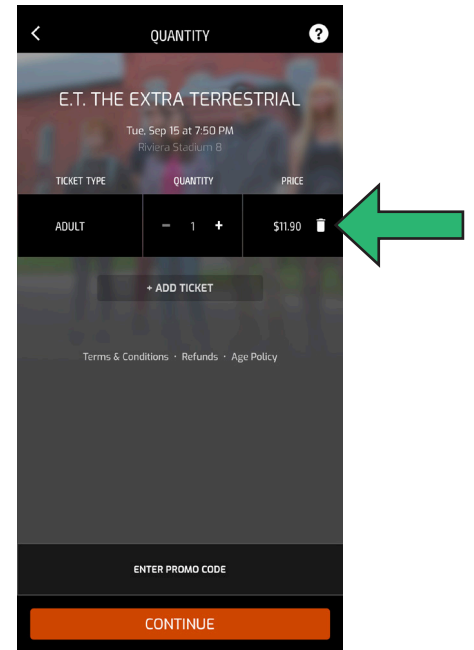 QUANTITY ?
E.T. THE EXTRA TERRESTRIAL
Tue, Sep 15 at 7:50 PM
Riviera Stadium 8
TICKET TYPE QUANTITY PRICE
ADULT − 1 + $11.90
+ ADD TICKET
Terms & Conditions · Refunds · Age Policy
ENTER PROMO CODE
CONTINUE